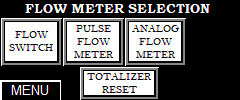 FLOW METER SELECTION
FLOW
SWITCH
PULSE
FLOW
METER
ANALOG
FLOW
METER
MENU
TOTALIZER
RESET